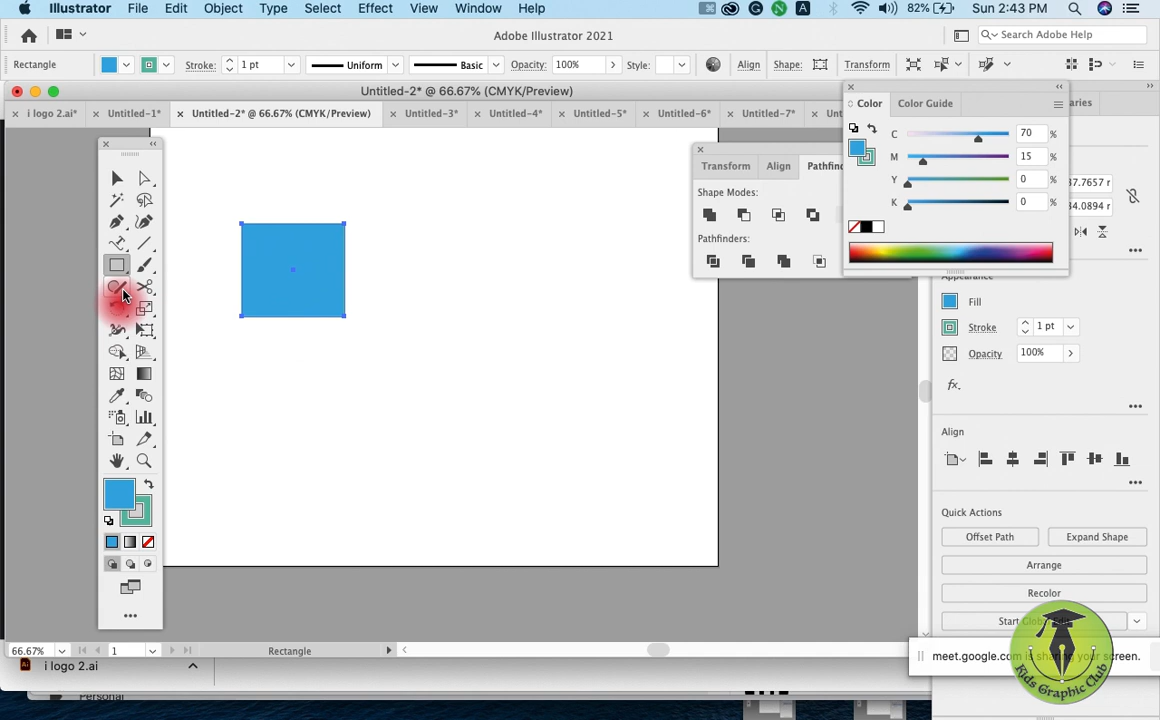 Illustrator File Edit Object Type Select Effect View Window Help 82% Sun 2:43 PM
Adobe Illustrator 2021 Search Adobe Help
Rectangle Stroke: 1 pt Uniform Basic Opacity: 100% Style: Align Shape: Transform
Untitled-2* @ 66.67% (CMYK/Preview)
i logo 2.ai* Untitled-1* Untitled-2* @ 66.67% (CMYK/Preview) Untitled-3* Untitled-4* Untitled-5* Untitled-6* Untitled-7*
Color Color Guide
C 70 %
M 15 %
Y 0 %
K 0 %
Transform Align Pathfin
Shape Modes:
Pathfinders:
Appearance
Fill
Stroke 1 pt
Opacity 100%
fx.
Align
Quick Actions
Offset Path Expand Shape
Arrange
Recolor
66.67% 1 Rectangle
i logo 2.ai
meet.google.com is sharing your screen.
Personal
Kids Graphic Club